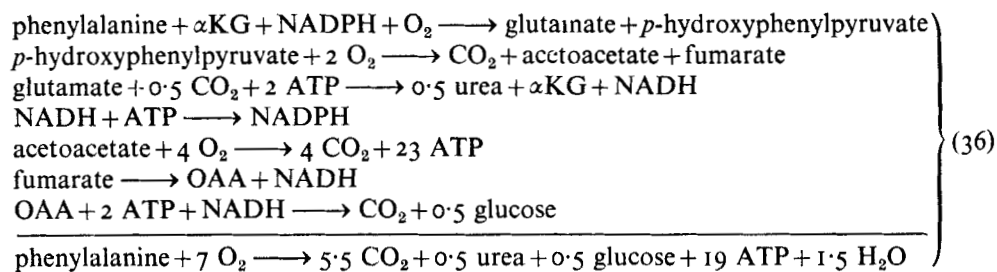 phenylalanine + αKG + NADPH + O₂ ⟶ glutamate + p-hydroxyphenylpyruvate
p-hydroxyphenylpyruvate + 2 O₂ ⟶ CO₂ + acetoacetate + fumarate
glutamate + 0·5 CO₂ + 2 ATP ⟶ 0·5 urea + αKG + NADH
NADH + ATP ⟶ NADPH
acetoacetate + 4 O₂ ⟶ 4 CO₂ + 23 ATP
fumarate ⟶ OAA + NADH
OAA + 2 ATP + NADH ⟶ CO₂ + 0·5 glucose
phenylalanine + 7 O₂ ⟶ 5·5 CO₂ + 0·5 urea + 0·5 glucose + 19 ATP + 1·5 H₂O
(36)